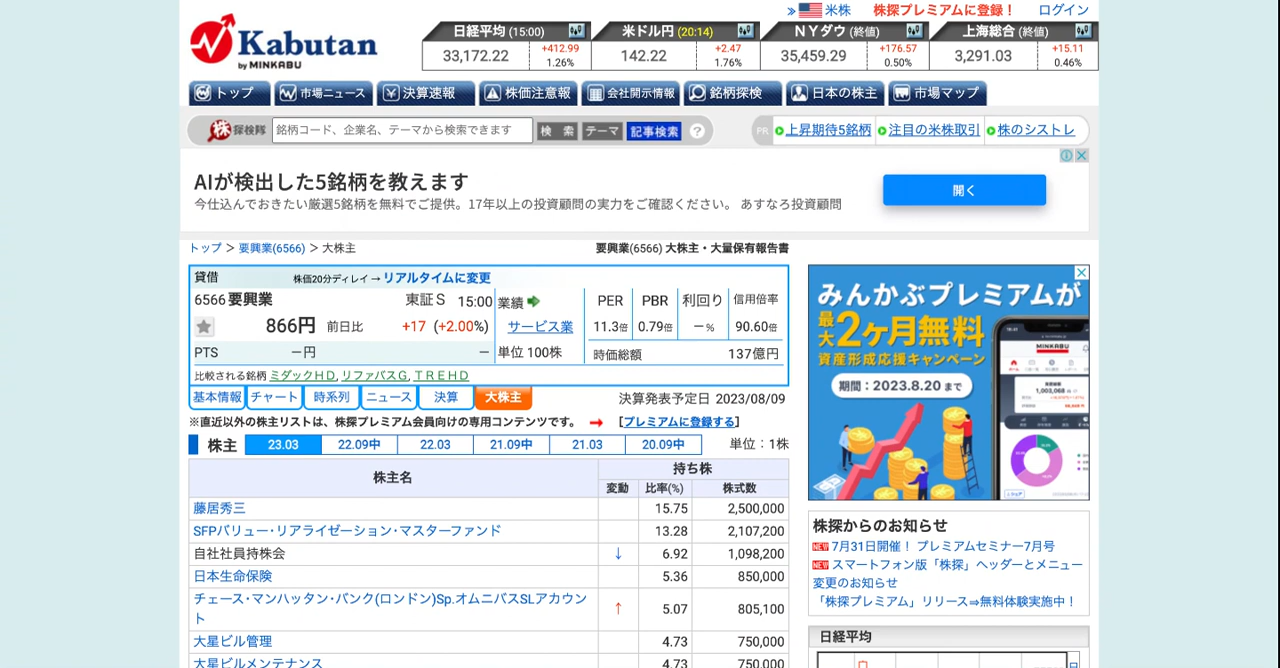 米株
株探プレミアムに登録！
ログイン
Kabutan
by MINKABU
日経平均 (15:00)
33,172.22
+412.99
1.26%
米ドル円 (20:14)
142.22
+2.47
1.76%
ＮＹダウ (終値)
35,459.29
+176.57
0.50%
上海総合 (終値)
3,291.03
+15.11
0.46%
トップ
市場ニュース
決算速報
株価注意報
会社開示情報
銘柄探検
日本の株主
市場マップ
株探検隊
銘柄コード、企業名、テーマから検索できます
検 索
テーマ
記事検索
?
PR
上昇期待5銘柄
注目の米株取引
株のシストレ
AIが検出した5銘柄を教えます
今仕込んでおきたい厳選5銘柄を無料でご提供。17年以上の投資顧問の実力をご確認ください。 あすなろ投資顧問
開く
トップ > 要興業(6566) > 大株主
要興業(6566) 大株主・大量保有報告書
貸借
株価20分ディレイ → リアルタイムに変更
6566 要興業
東証Ｓ
15:00
業績
866円
前日比
+17 (+2.00%)
サービス業
PTS
－円
－
単位 100株
PER
PBR
利回り
信用倍率
11.3倍
0.79倍
－％
90.60倍
時価総額
137億円
比較される銘柄 ミダックＨＤ, リファバスＧ, ＴＲＥＨＤ
基本情報
チャート
時系列
ニュース
決算
大株主
決算発表予定日 2023/08/09
※直近以外の株主リストは、株探プレミアム会員向けの専用コンテンツです。 → [プレミアムに登録する]
株主
23.03
22.09中
22.03
21.09中
21.03
20.09中
単位：1株
株主名
持ち株
変動
比率(%)
株式数
藤居秀三 15.75 2,500,000
SFPバリュー・リアライゼーション・マスターファンド 13.28 2,107,200
自社社員持株会 ↓ 6.92 1,098,200
日本生命保険 5.36 850,000
チェース・マンハッタン・バンク(ロンドン)Sp.オムニバスSLアカウン
ト ↑ 5.07 805,100
大星ビル管理 4.73 750,000
大星ビルメンテナンス 4.73 750,000
みんかぶプレミアムが
最大2ヶ月無料
資産形成応援キャンペーン
期間：2023.8.20 まで
MINKABU
株探からのお知らせ
NEW 7月31日開催！ プレミアムセミナー7月号
NEW スマートフォン版「株探」ヘッダーとメニュー
変更のお知らせ
「株探プレミアム」リリース⇒無料体験実施中！
日経平均